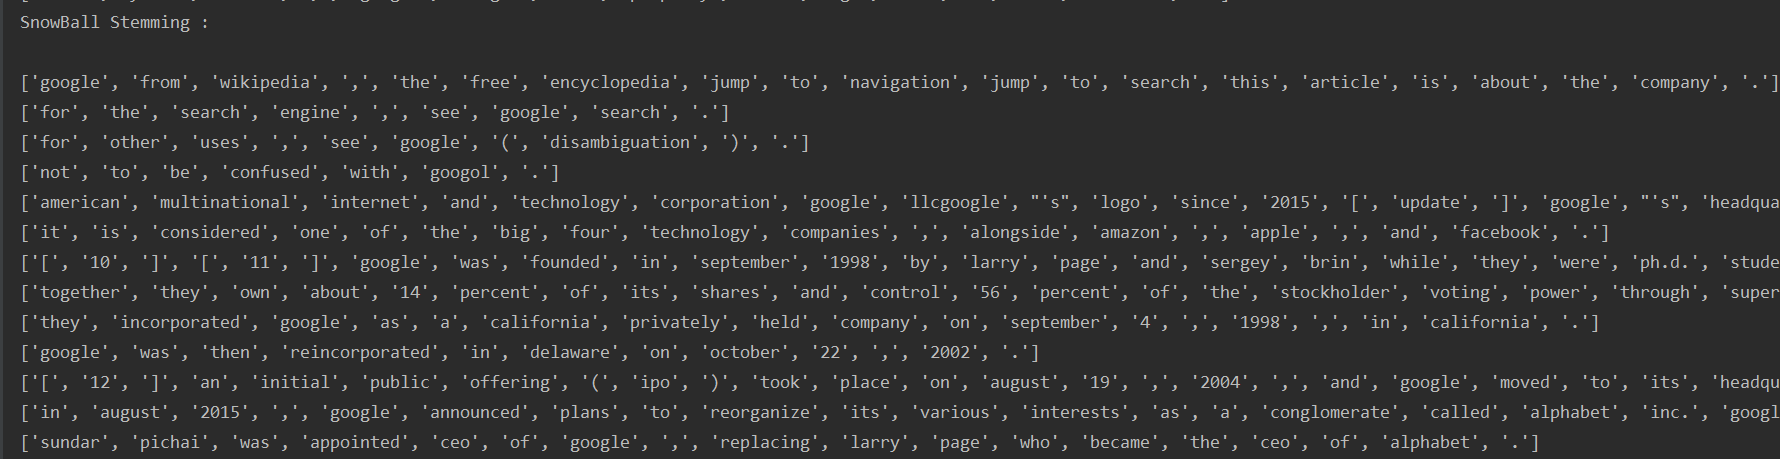 SnowBall Stemming :
['google', 'from', 'wikipedia', ',', 'the', 'free', 'encyclopedia', 'jump', 'to', 'navigation', 'jump', 'to', 'search', 'this', 'article', 'is', 'about', 'the', 'company', '.']
['for', 'the', 'search', 'engine', ',', 'see', 'google', 'search', '.']
['for', 'other', 'uses', ',', 'see', 'google', '(', 'disambiguation', ')', '.']
['not', 'to', 'be', 'confused', 'with', 'googol', '.']
['american', 'multinational', 'internet', 'and', 'technology', 'corporation', 'google', 'llcgoogle', "'s", 'logo', 'since', '2015', '[', 'update', ']', 'google', "'s", 'headqua
['it', 'is', 'considered', 'one', 'of', 'the', 'big', 'four', 'technology', 'companies', ',', 'alongside', 'amazon', ',', 'apple', ',', 'and', 'facebook', '.']
['[', '10', ']', '[', '11', ']', 'google', 'was', 'founded', 'in', 'september', '1998', 'by', 'larry', 'page', 'and', 'sergey', 'brin', 'while', 'they', 'were', 'ph.d.', 'stude
['together', 'they', 'own', 'about', '14', 'percent', 'of', 'its', 'shares', 'and', 'control', '56', 'percent', 'of', 'the', 'stockholder', 'voting', 'power', 'through', 'super
['they', 'incorporated', 'google', 'as', 'a', 'california', 'privately', 'held', 'company', 'on', 'september', '4', ',', '1998', ',', 'in', 'california', '.']
['google', 'was', 'then', 'reincorporated', 'in', 'delaware', 'on', 'october', '22', ',', '2002', '.']
['[', '12', ']', 'an', 'initial', 'public', 'offering', '(', 'ipo', ')', 'took', 'place', 'on', 'august', '19', ',', '2004', ',', 'and', 'google', 'moved', 'to', 'its', 'headqu
['in', 'august', '2015', ',', 'google', 'announced', 'plans', 'to', 'reorganize', 'its', 'various', 'interests', 'as', 'a', 'conglomerate', 'called', 'alphabet', 'inc.', 'googl
['sundar', 'pichai', 'was', 'appointed', 'ceo', 'of', 'google', ',', 'replacing', 'larry', 'page', 'who', 'became', 'the', 'ceo', 'of', 'alphabet', '.']